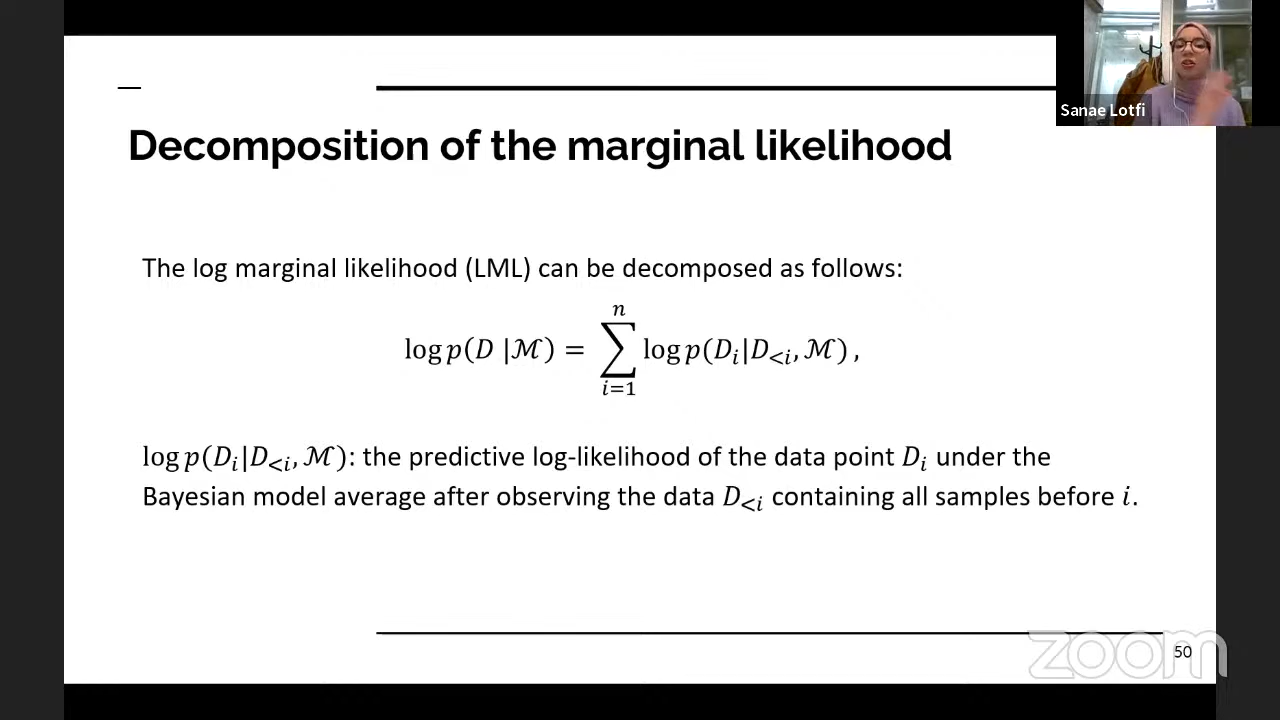 Sanae Lotfi
Decomposition of the marginal likelihood
The log marginal likelihood (LML) can be decomposed as follows:
log p(D |ℳ) = ∑_{i=1}^{n} log p(D_i|D_{<i}, ℳ) ,
log p(D_i|D_{<i}, ℳ): the predictive log-likelihood of the data point D_i under the
Bayesian model average after observing the data D_{<i} containing all samples before i.
zoom
50